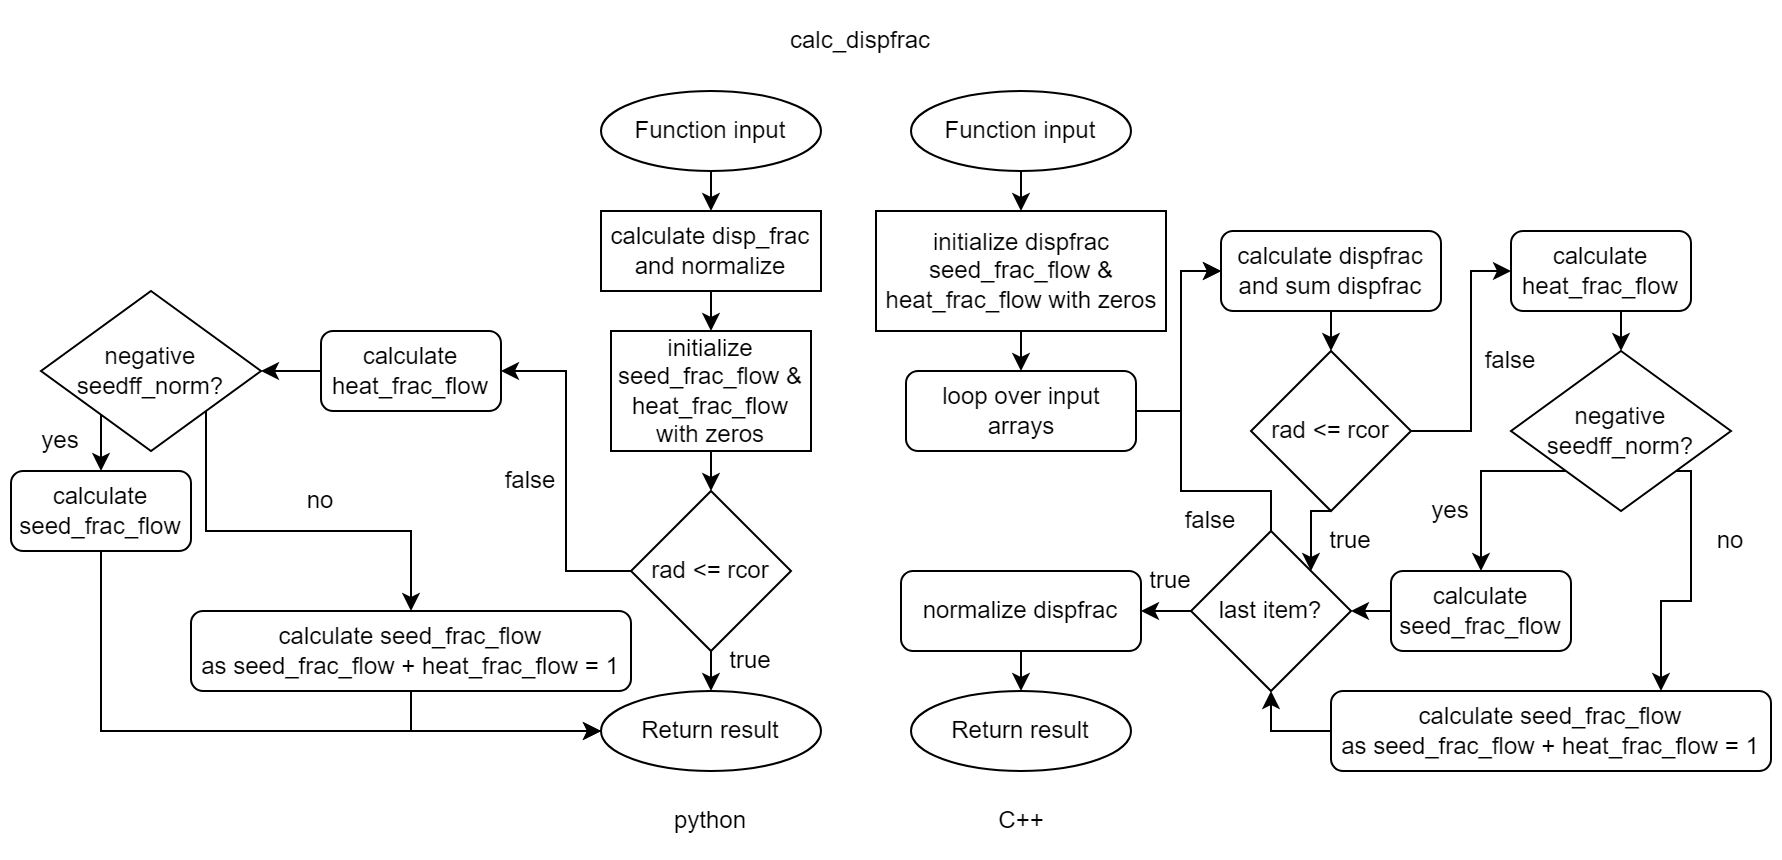 calc_dispfrac
Function input
calculate disp_frac
and normalize
initialize
seed_frac_flow &
heat_frac_flow
with zeros
rad <= rcor
false
true
calculate
heat_frac_flow
negative
seedff_norm?
yes
no
calculate
seed_frac_flow
calculate seed_frac_flow
as seed_frac_flow + heat_frac_flow = 1
Return result
python
Function input
initialize dispfrac
seed_frac_flow &
heat_frac_flow with zeros
loop over input
arrays
calculate dispfrac
and sum dispfrac
rad <= rcor
false
true
calculate
heat_frac_flow
negative
seedff_norm?
yes
no
calculate
seed_frac_flow
calculate seed_frac_flow
as seed_frac_flow + heat_frac_flow = 1
last item?
false
true
normalize dispfrac
Return result
C++